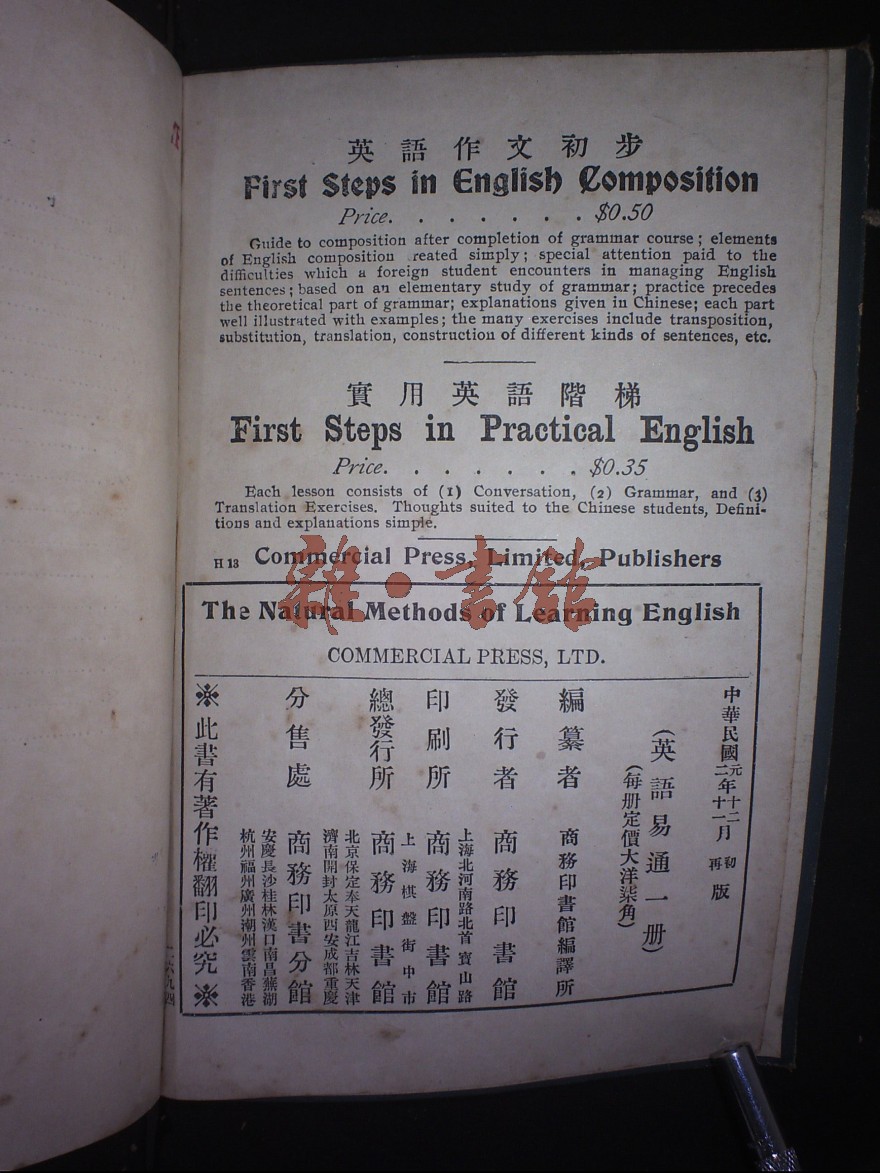 英語作文初步
First Steps in English Composition
Price. . . . . . . $0.50
Guide to composition after completion of grammar course; elements
of English composition reated simply; special attention paid to the
difficulties which a foreign student encounters in managing English
sentences; based on an elementary study of grammar; practice precedes
the theoretical part of grammar; explanations given in Chinese; each part
well illustrated with examples; the many exercises include transposition,
substitution, translation, construction of different kinds of sentences, etc.
實用英語階梯
First Steps in Practical English
Price. . . . . . . $0.35
Each lesson consists of (1) Conversation, (2) Grammar, and (3)
Translation Exercises. Thoughts suited to the Chinese students, Defini-
tions and explanations simple.
H 13 Commercial Press, Limited, Publishers
雜·書館
The Natural Methods of Learning English
COMMERCIAL PRESS, LTD.
中華民國元年十二月初版
二年十一月再版
(英語易通一册)
(每册定價大洋柒角)
編纂者 商務印書館編譯所
發行者 商務印書館
上海北河南路北首寶山路
印刷所 商務印書館
上海棋盤街中市
總發行所 商務印書館
北京保定奉天龍江吉林天津
濟南開封太原西安成都重慶
分售處 商務印書分館
安慶長沙桂林漢口南昌蕪湖
杭州福州廣州潮州雲南香港
※此書有著作權翻印必究※
二六九四